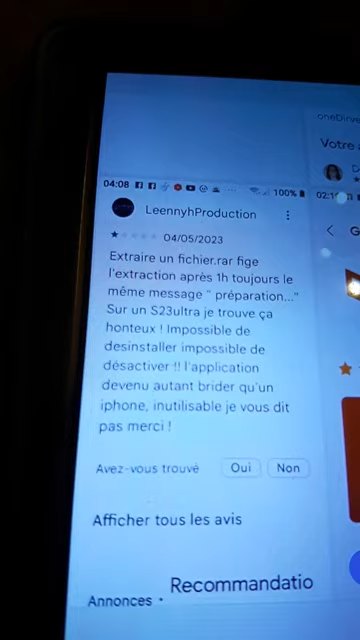 oneDrive
Votre
04:08
100%
LeennyhProduction
04/05/2023
Extraire un fichier.rar fige
l'extraction après 1h toujours le
même message " préparation..."
Sur un S23ultra je trouve ça
honteux ! Impossible de
desinstaller impossible de
désactiver !! l'application
devenu autant brider qu'un
iphone, inutilisable je vous dit
pas merci !
Avez-vous trouvé
Oui
Non
Afficher tous les avis
Recommandatio
Annonces •